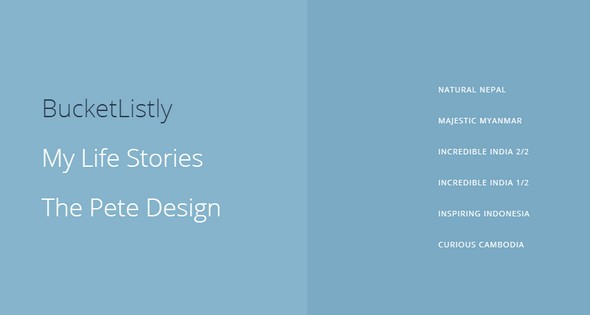 BucketListly
My Life Stories
The Pete Design
NATURAL NEPAL
MAJESTIC MYANMAR
INCREDIBLE INDIA 2/2
INCREDIBLE INDIA 1/2
INSPIRING INDONESIA
CURIOUS CAMBODIA